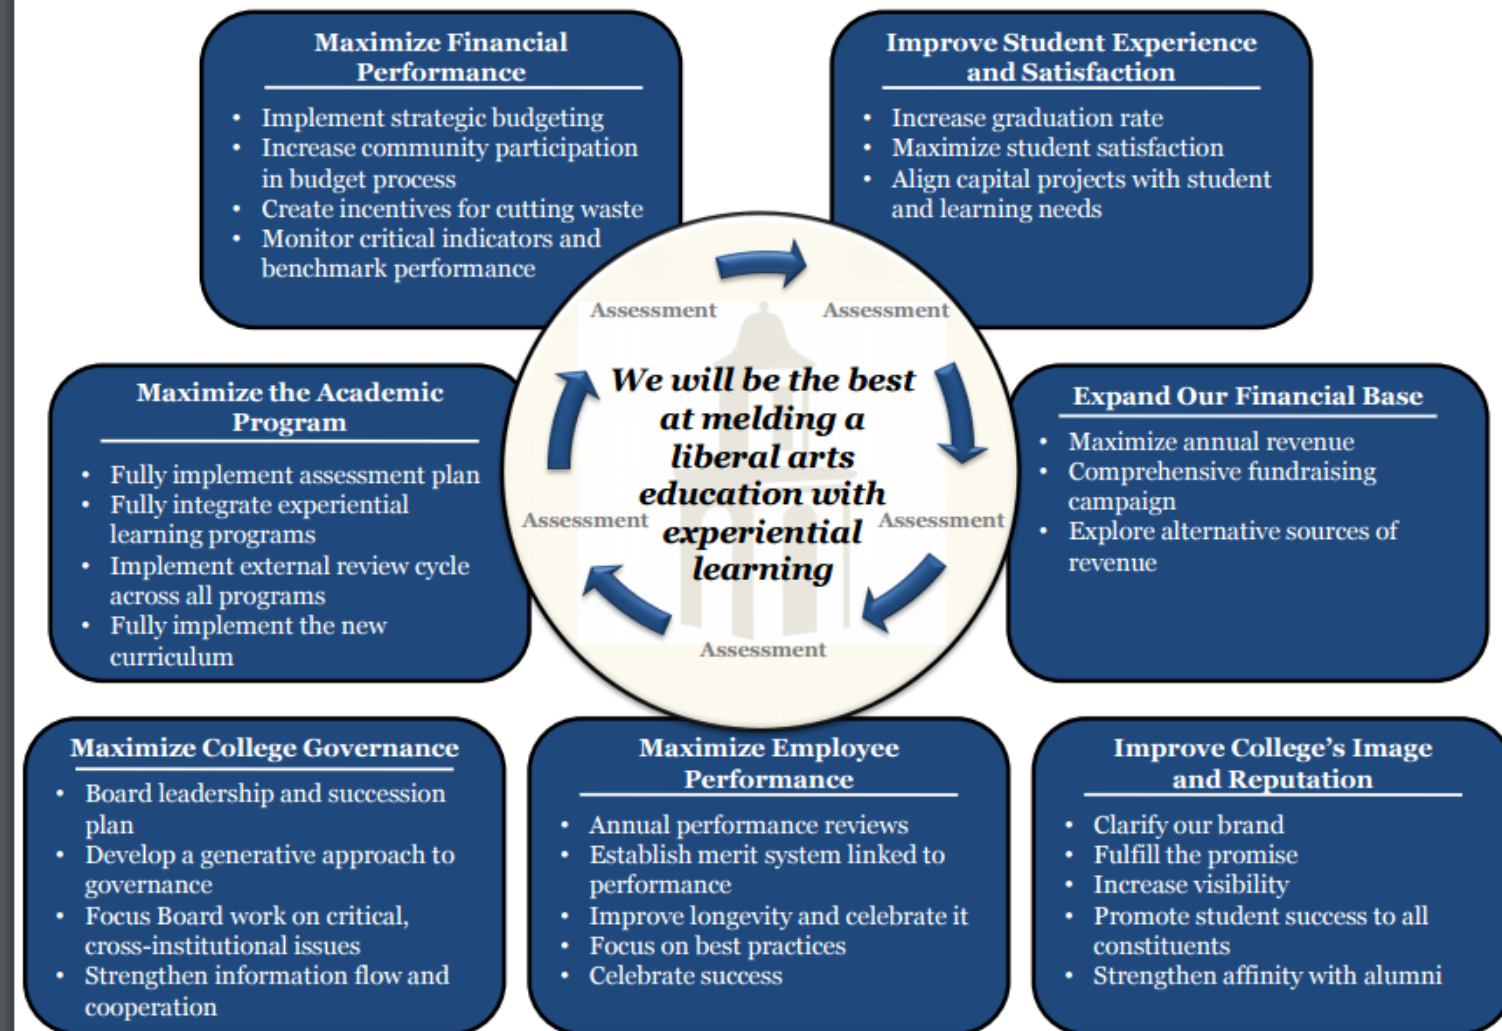 Maximize Financial
Performance
• Implement strategic budgeting
• Increase community participation
in budget process
• Create incentives for cutting waste
• Monitor critical indicators and
benchmark performance
Improve Student Experience
and Satisfaction
• Increase graduation rate
• Maximize student satisfaction
• Align capital projects with student
and learning needs
Assessment
Assessment
We will be the best
at melding a
liberal arts
education with
experiential
learning
Assessment
Assessment
Assessment
Maximize the Academic
Program
• Fully implement assessment plan
• Fully integrate experiential
learning programs
• Implement external review cycle
across all programs
• Fully implement the new
curriculum
Expand Our Financial Base
• Maximize annual revenue
• Comprehensive fundraising
campaign
• Explore alternative sources of
revenue
Maximize College Governance
• Board leadership and succession
plan
• Develop a generative approach to
governance
• Focus Board work on critical,
cross-institutional issues
• Strengthen information flow and
cooperation
Maximize Employee
Performance
• Annual performance reviews
• Establish merit system linked to
performance
• Improve longevity and celebrate it
• Focus on best practices
• Celebrate success
Improve College’s Image
and Reputation
• Clarify our brand
• Fulfill the promise
• Increase visibility
• Promote student success to all
constituents
• Strengthen affinity with alumni